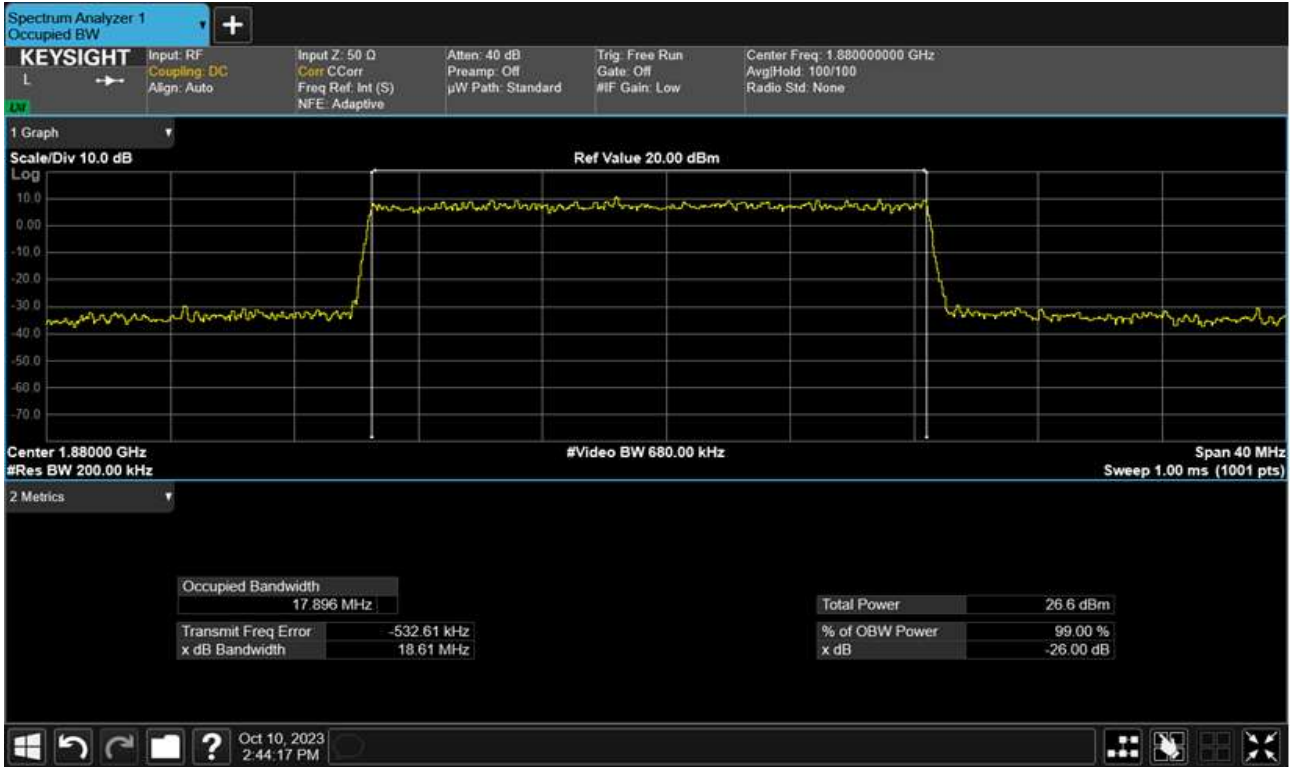 Spectrum Analyzer 1
Occupied BW
KEYSIGHT
L
Input: RF
Coupling: DC
Align: Auto
Input Z: 50 Ω
Corr CCorr
Freq Ref: Int (S)
NFE: Adaptive
Atten: 40 dB
Preamp: Off
µW Path: Standard
Trig: Free Run
Gate: Off
#IF Gain: Low
Center Freq: 1.880000000 GHz
Avg|Hold: 100/100
Radio Std: None
1 Graph
Scale/Div 10.0 dB
Ref Value 20.00 dBm
Log
10.0
0.00
-10.0
-20.0
-30.0
-40.0
-50.0
-60.0
-70.0
Center 1.88000 GHz
#Video BW 680.00 kHz
Span 40 MHz
#Res BW 200.00 kHz
Sweep 1.00 ms (1001 pts)
2 Metrics
Occupied Bandwidth
17.896 MHz
Total Power 26.6 dBm
Transmit Freq Error -532.61 kHz
% of OBW Power 99.00 %
x dB Bandwidth 18.61 MHz
x dB -26.00 dB
?
Oct 10, 2023
2:44:17 PM